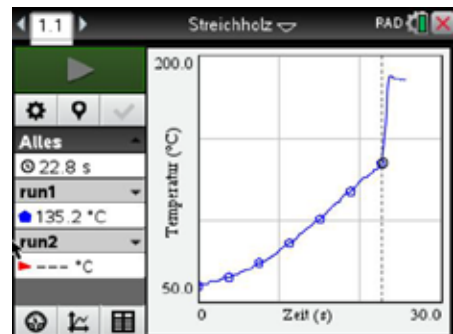 1.1 Streichholz PAD
200.0
Alles
22.8 s
run1
135.2 °C
run2
--- °C
Temperatur (°C)
50.0
0 Zeit (s) 30.0